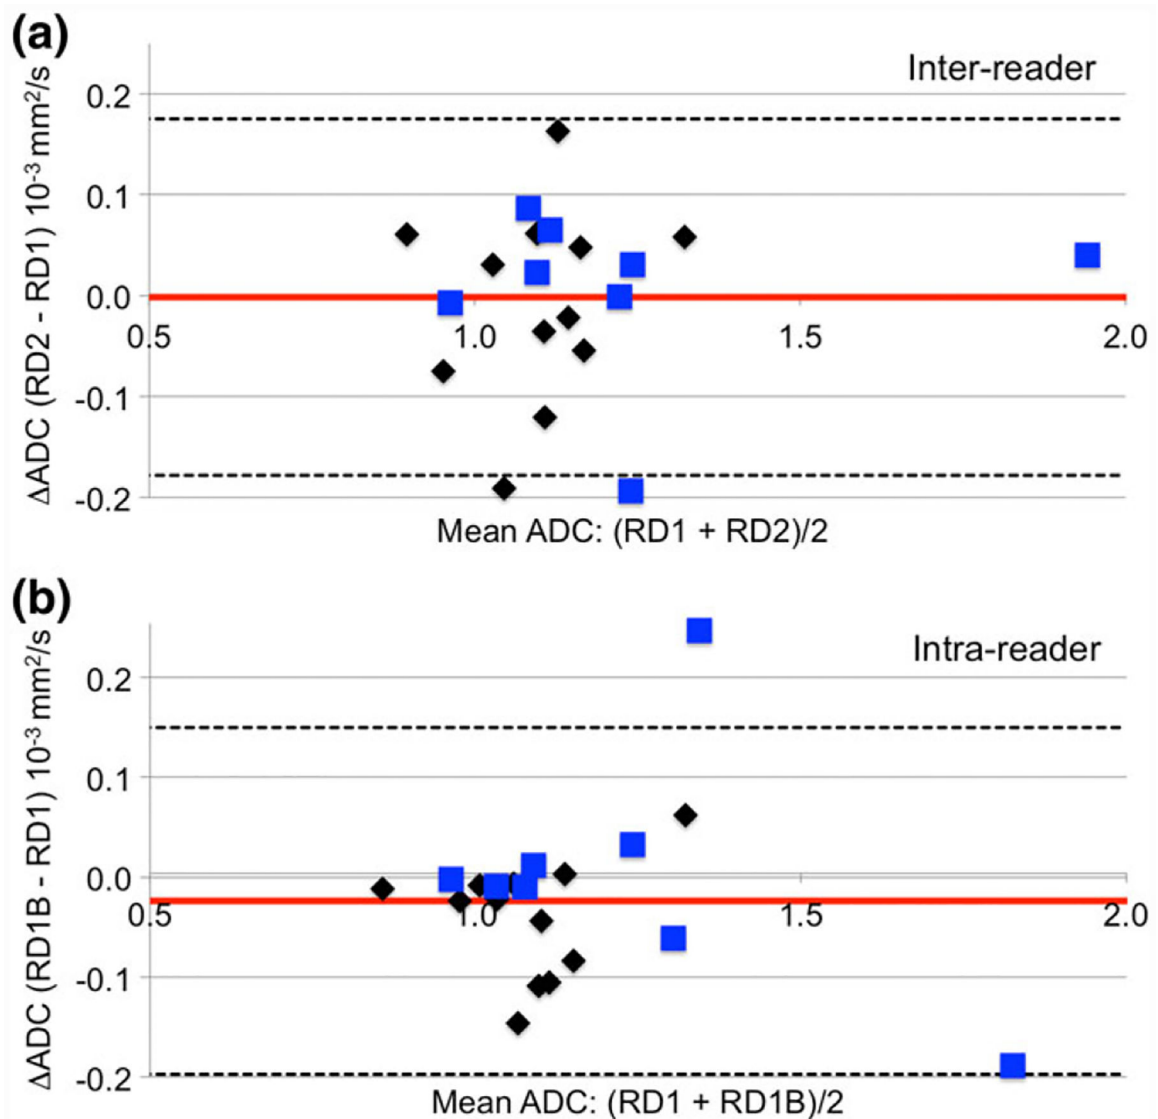 (a)
Inter-reader
ΔADC (RD2 - RD1) 10⁻³ mm²/s
0.2
0.1
0.0
0.5 1.0 1.5 2.0
-0.1
-0.2
Mean ADC: (RD1 + RD2)/2
(b)
Intra-reader
ΔADC (RD1B - RD1) 10⁻³ mm²/s
0.2
0.1
0.0
0.5 1.0 1.5 2.0
-0.1
-0.2
Mean ADC: (RD1 + RD1B)/2